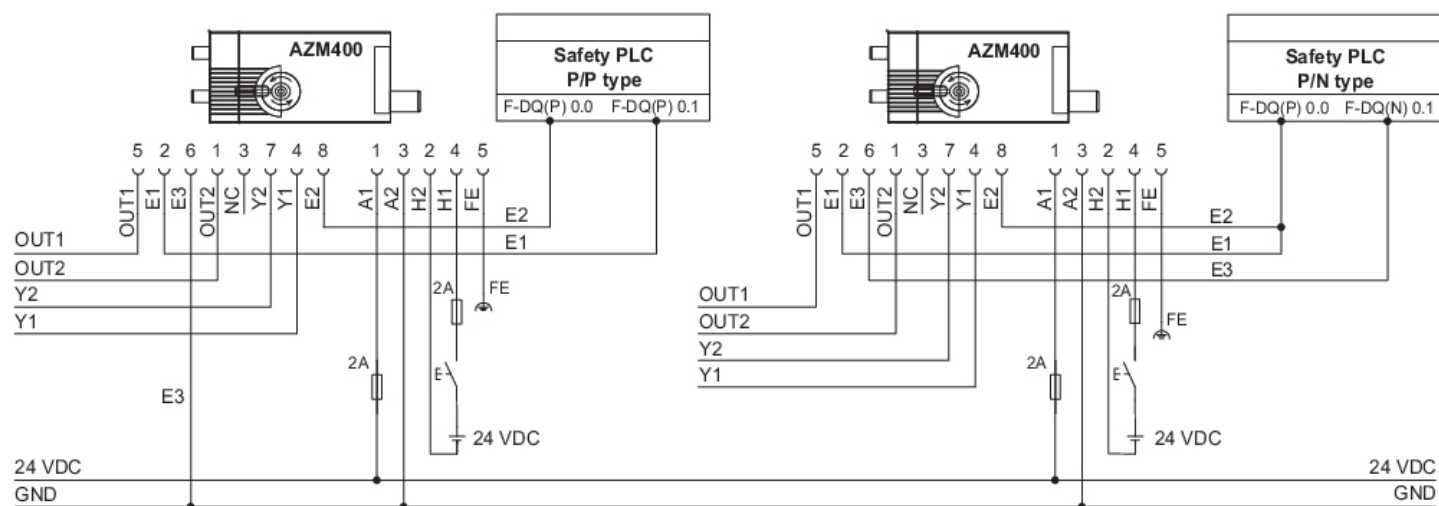 AZM400
Safety PLC
P/P type
F-DQ(P) 0.0 F-DQ(P) 0.1
5 2 6 1 3 7 4 8 1 3 2 4 5
OUT1 E1 E3 OUT2 NC Y2 Y1 E2 A1 A2 H2 H1 FE
E2
E1
OUT1
OUT2
Y2
Y1
2A
FE
2A
E3
24 VDC
AZM400
Safety PLC
P/N type
F-DQ(P) 0.0 F-DQ(N) 0.1
5 2 6 1 3 7 4 8 1 3 2 4 5
OUT1 E1 E3 OUT2 NC Y2 Y1 E2 A1 A2 H2 H1 FE
E2
E1
E3
OUT1
OUT2
Y2
Y1
2A
FE
2A
24 VDC
24 VDC 24 VDC
GND GND